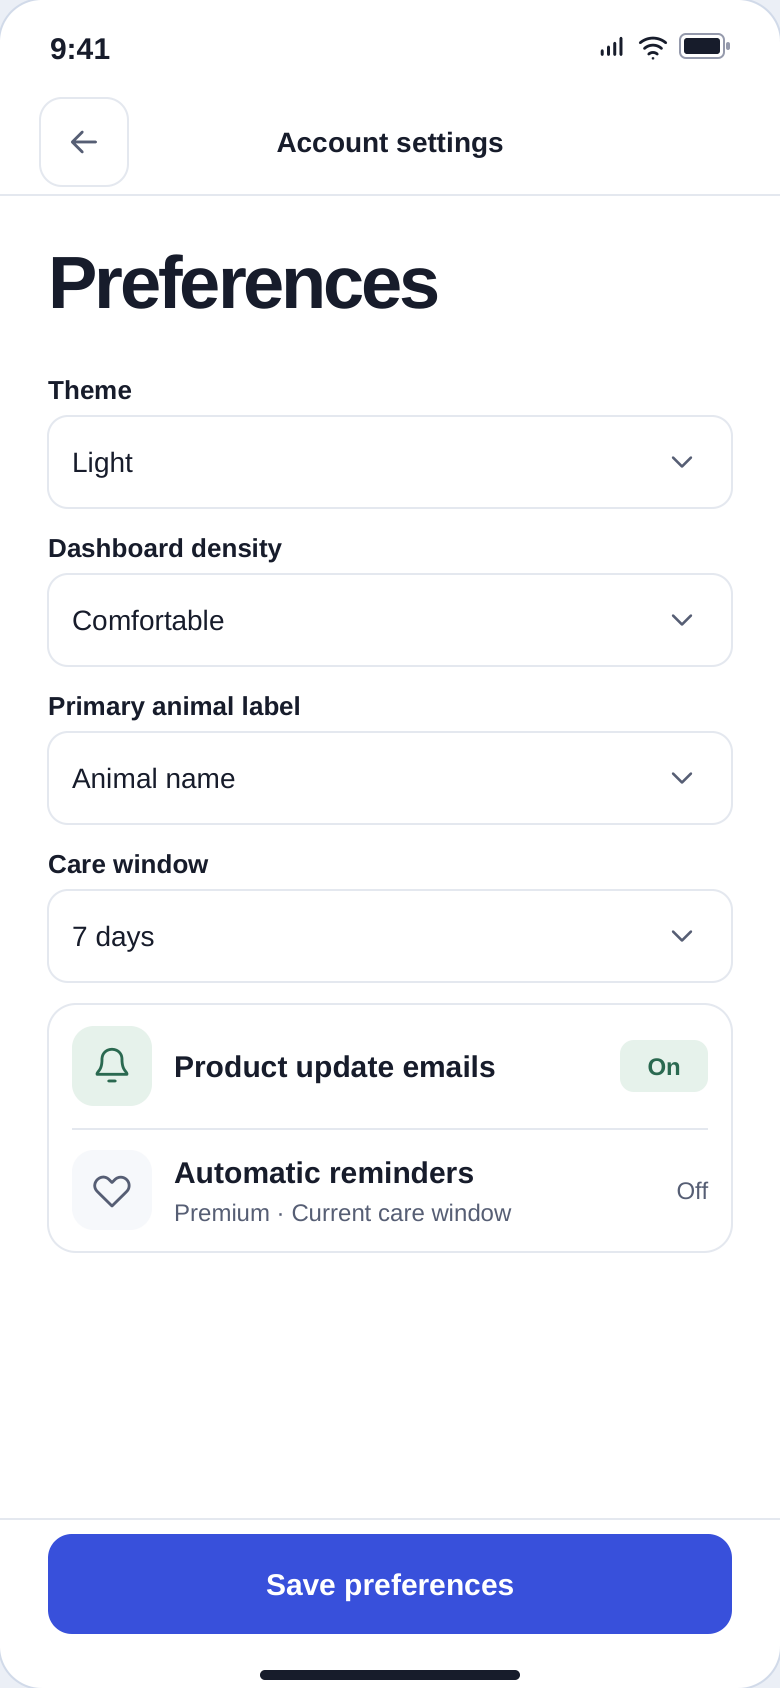 9:41
Account settings
Preferences
Theme
Light
Dashboard density
Comfortable
Primary animal label
Animal name
Care window
7 days
Product update emails
On
Automatic reminders
Premium · Current care window
Off
Save preferences